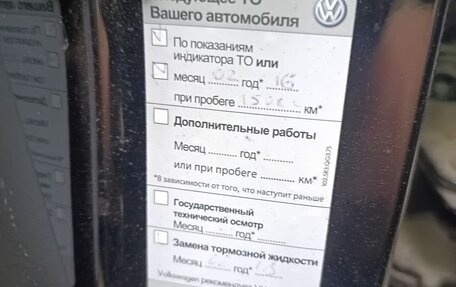 ТО
Вашего автомобиля
По показаниям
индикатора ТО или
месяц 02 год* 16
при пробеге 15000 км*
Дополнительные работы
Месяц ......... год* .........
или при пробеге ......... км*
*В зависимости от того, что наступит раньше
Государственный
технический осмотр
Месяц ....... год* .........
Замена тормозной жидкости
Месяц год*
Volkswagen